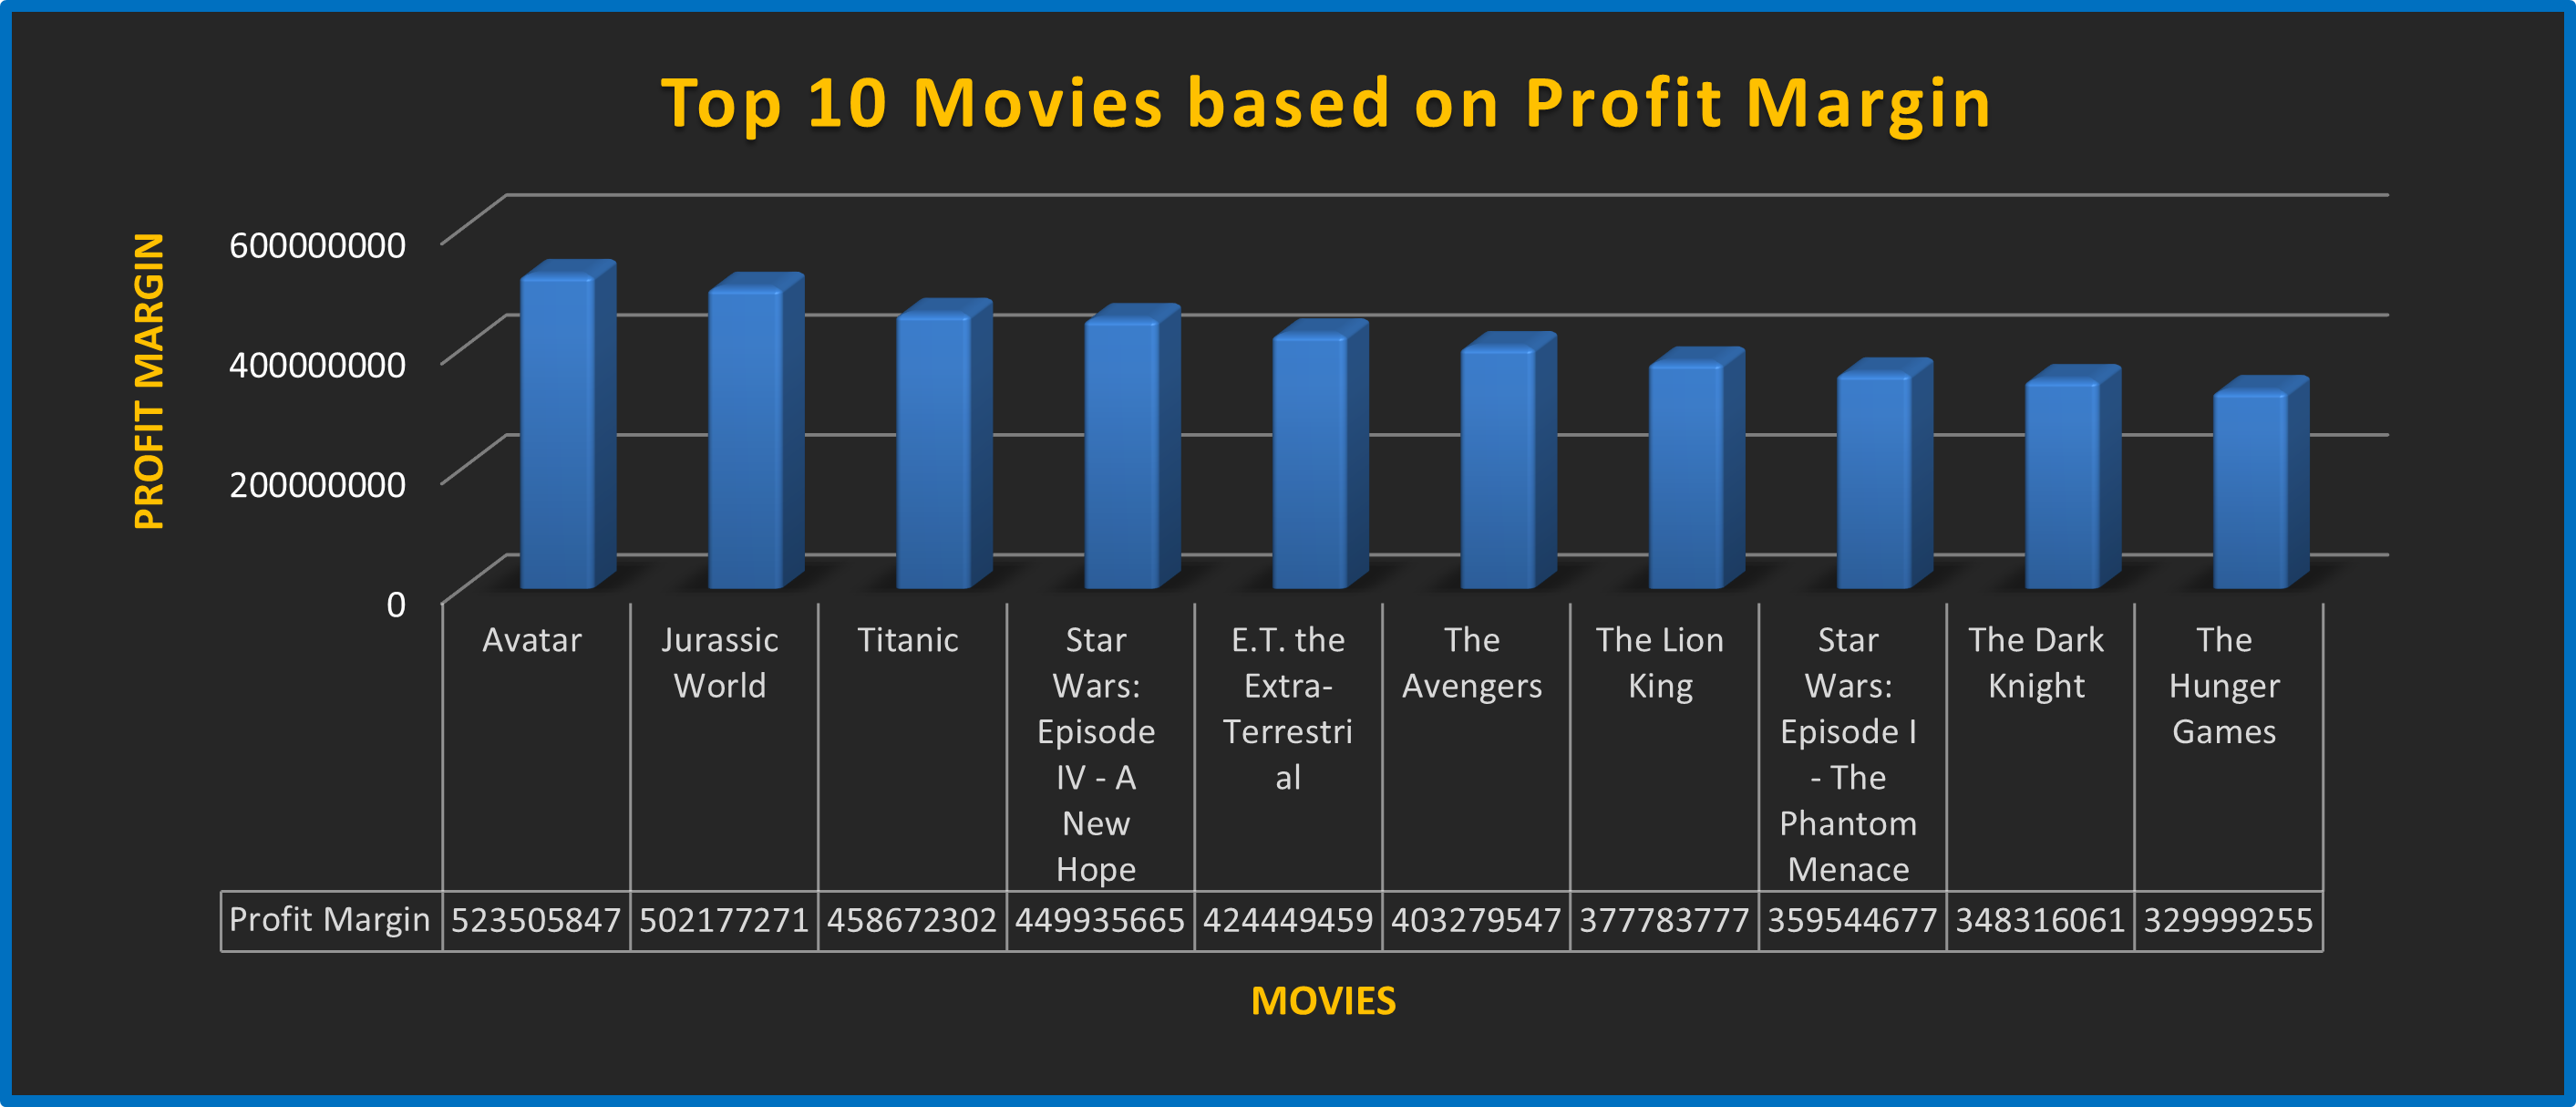 Top 10 Movies based on Profit Margin
PROFIT MARGIN
600000000
400000000
200000000
0
Avatar
Jurassic
World
Titanic
Star
Wars:
Episode
IV - A
New
Hope
E.T. the
Extra-
Terrestri
al
The
Avengers
The Lion
King
Star
Wars:
Episode I
- The
Phantom
Menace
The Dark
Knight
The
Hunger
Games
Profit Margin 523505847 502177271 458672302 449935665 424449459 403279547 377783777 359544677 348316061 329999255
MOVIES